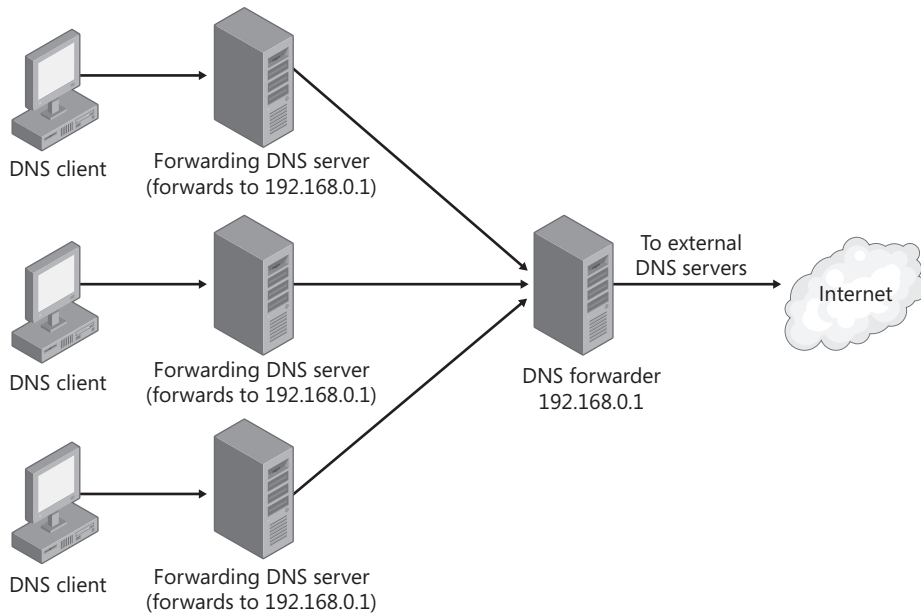 DNS client
Forwarding DNS server
(forwards to 192.168.0.1)
DNS client
Forwarding DNS server
(forwards to 192.168.0.1)
DNS client
Forwarding DNS server
(forwards to 192.168.0.1)
DNS forwarder
192.168.0.1
To external
DNS servers
Internet